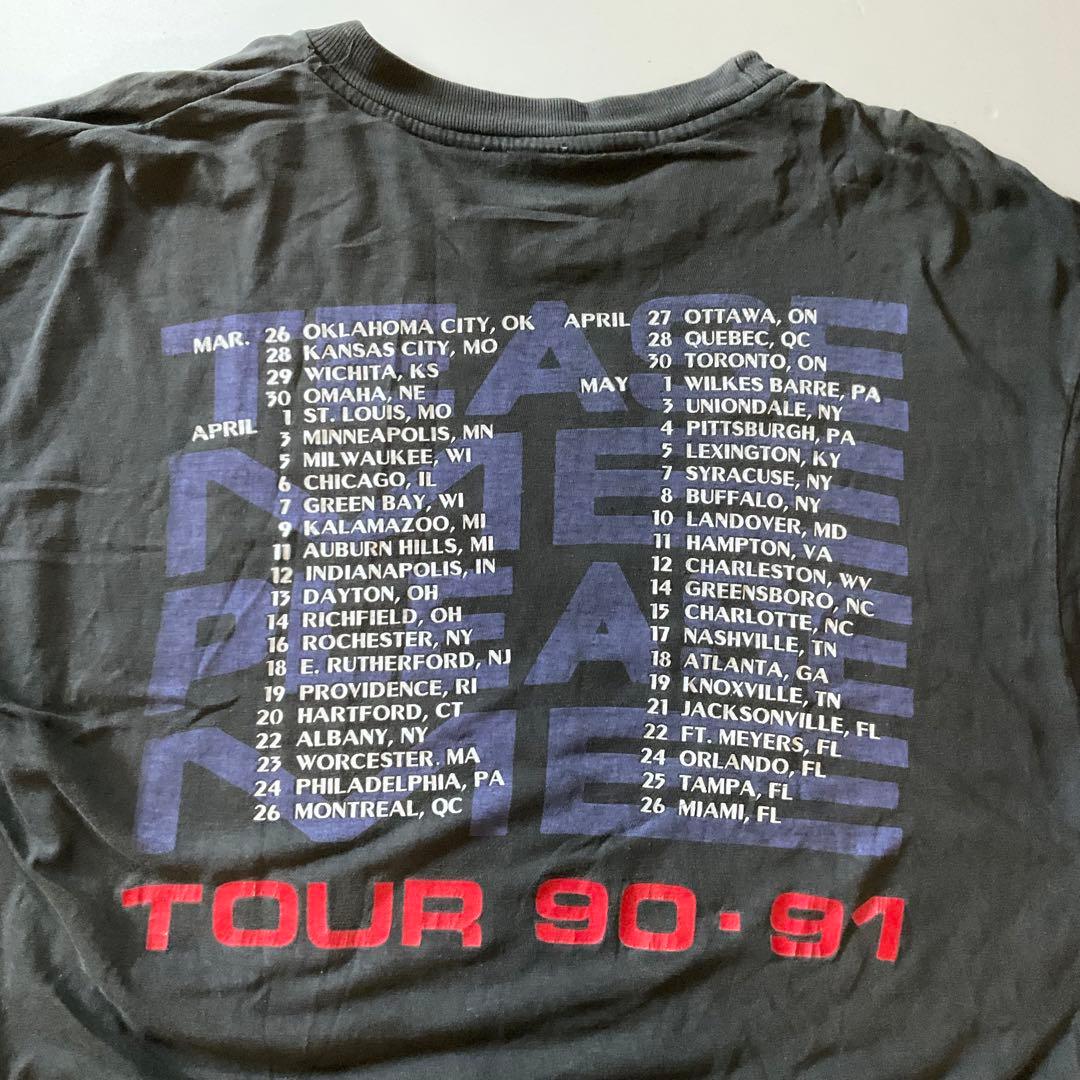 TEASE
ME
PLEASE
ME
MAR. 26 OKLAHOMA CITY, OK
28 KANSAS CITY, MO
29 WICHITA, KS
30 OMAHA, NE
APRIL 1 ST. LOUIS, MO
3 MINNEAPOLIS, MN
5 MILWAUKEE, WI
6 CHICAGO, IL
7 GREEN BAY, WI
9 KALAMAZOO, MI
11 AUBURN HILLS, MI
12 INDIANAPOLIS, IN
13 DAYTON, OH
14 RICHFIELD, OH
16 ROCHESTER, NY
18 E. RUTHERFORD, NJ
19 PROVIDENCE, RI
20 HARTFORD, CT
22 ALBANY, NY
23 WORCESTER. MA
24 PHILADELPHIA, PA
26 MONTREAL, QC
APRIL 27 OTTAWA, ON
28 QUEBEC, QC
30 TORONTO, ON
MAY 1 WILKES BARRE, PA
3 UNIONDALE, NY
4 PITTSBURGH, PA
5 LEXINGTON, KY
7 SYRACUSE, NY
8 BUFFALO, NY
10 LANDOVER, MD
11 HAMPTON, VA
12 CHARLESTON, WV
14 GREENSBORO, NC
15 CHARLOTTE, NC
17 NASHVILLE, TN
18 ATLANTA, GA
19 KNOXVILLE, TN
21 JACKSONVILLE, FL
22 FT. MEYERS, FL
24 ORLANDO, FL
25 TAMPA, FL
26 MIAMI, FL
TOUR 90·91